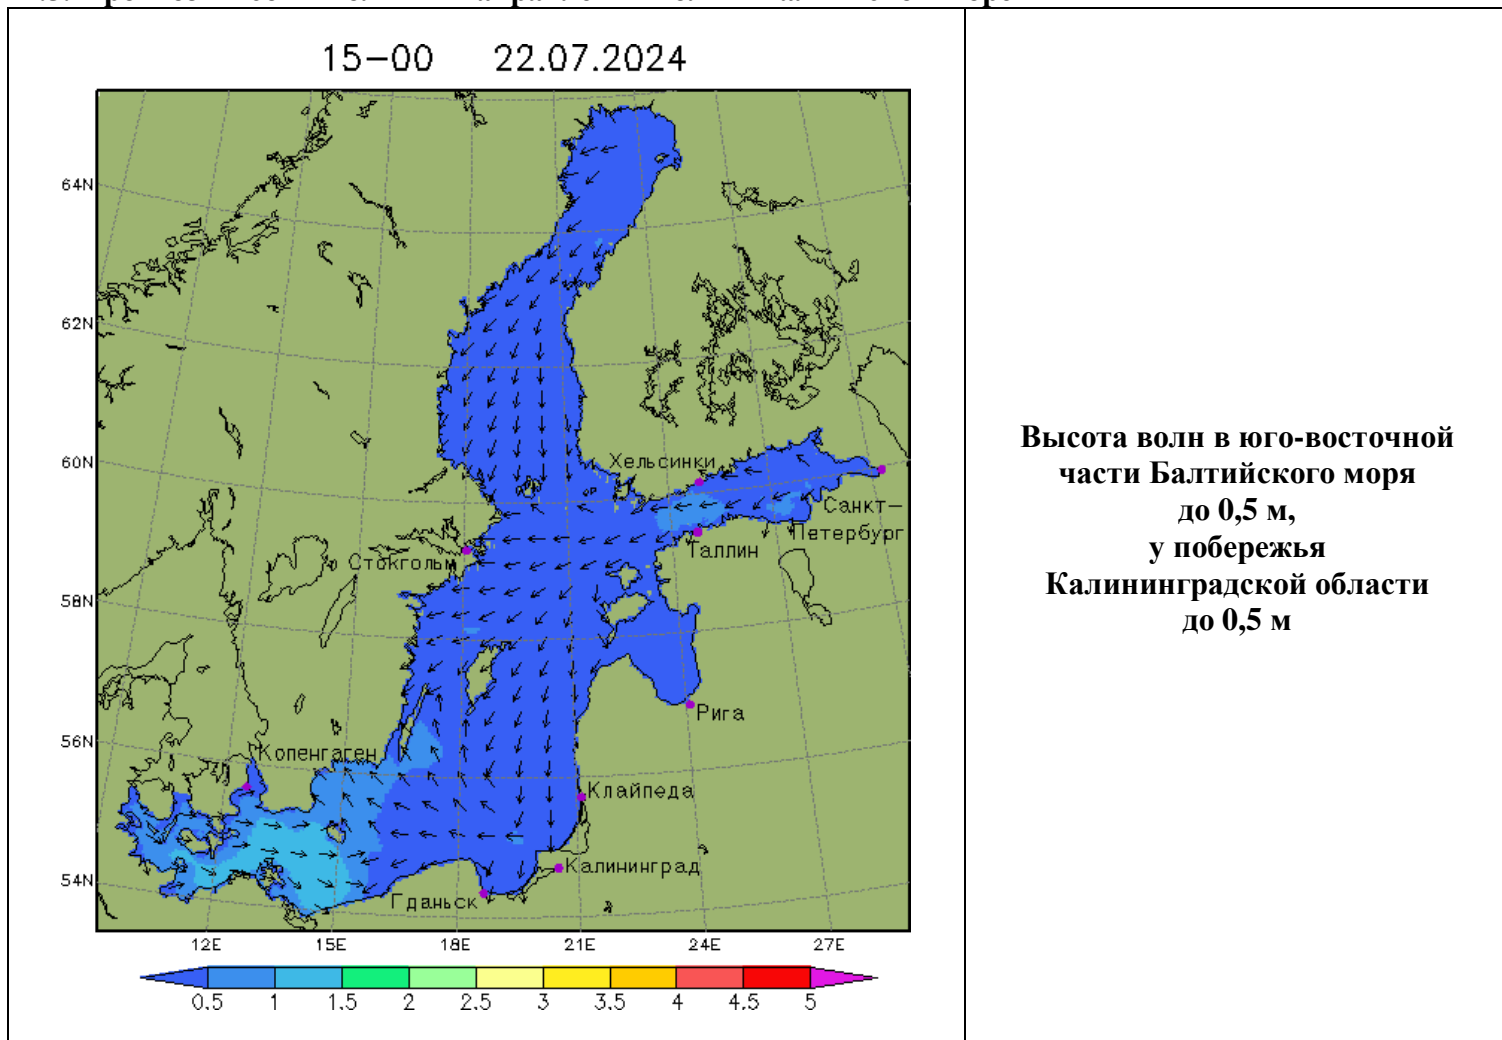 15-00 22.07.2024
64N
62N
60N
58N
56N
54N
Хельсинки
Санкт-
Петербург
Таллин
Стокгольм
Рига
Копенгаген
Клайпеда
Калининград
Гданьск
12E 15E 18E 21E 24E 27E
0.5 1 1.5 2 2.5 3 3.5 4 4.5 5
Высота волн в юго-восточной
части Балтийского моря
до 0,5 м,
у побережья
Калининградской области
до 0,5 м